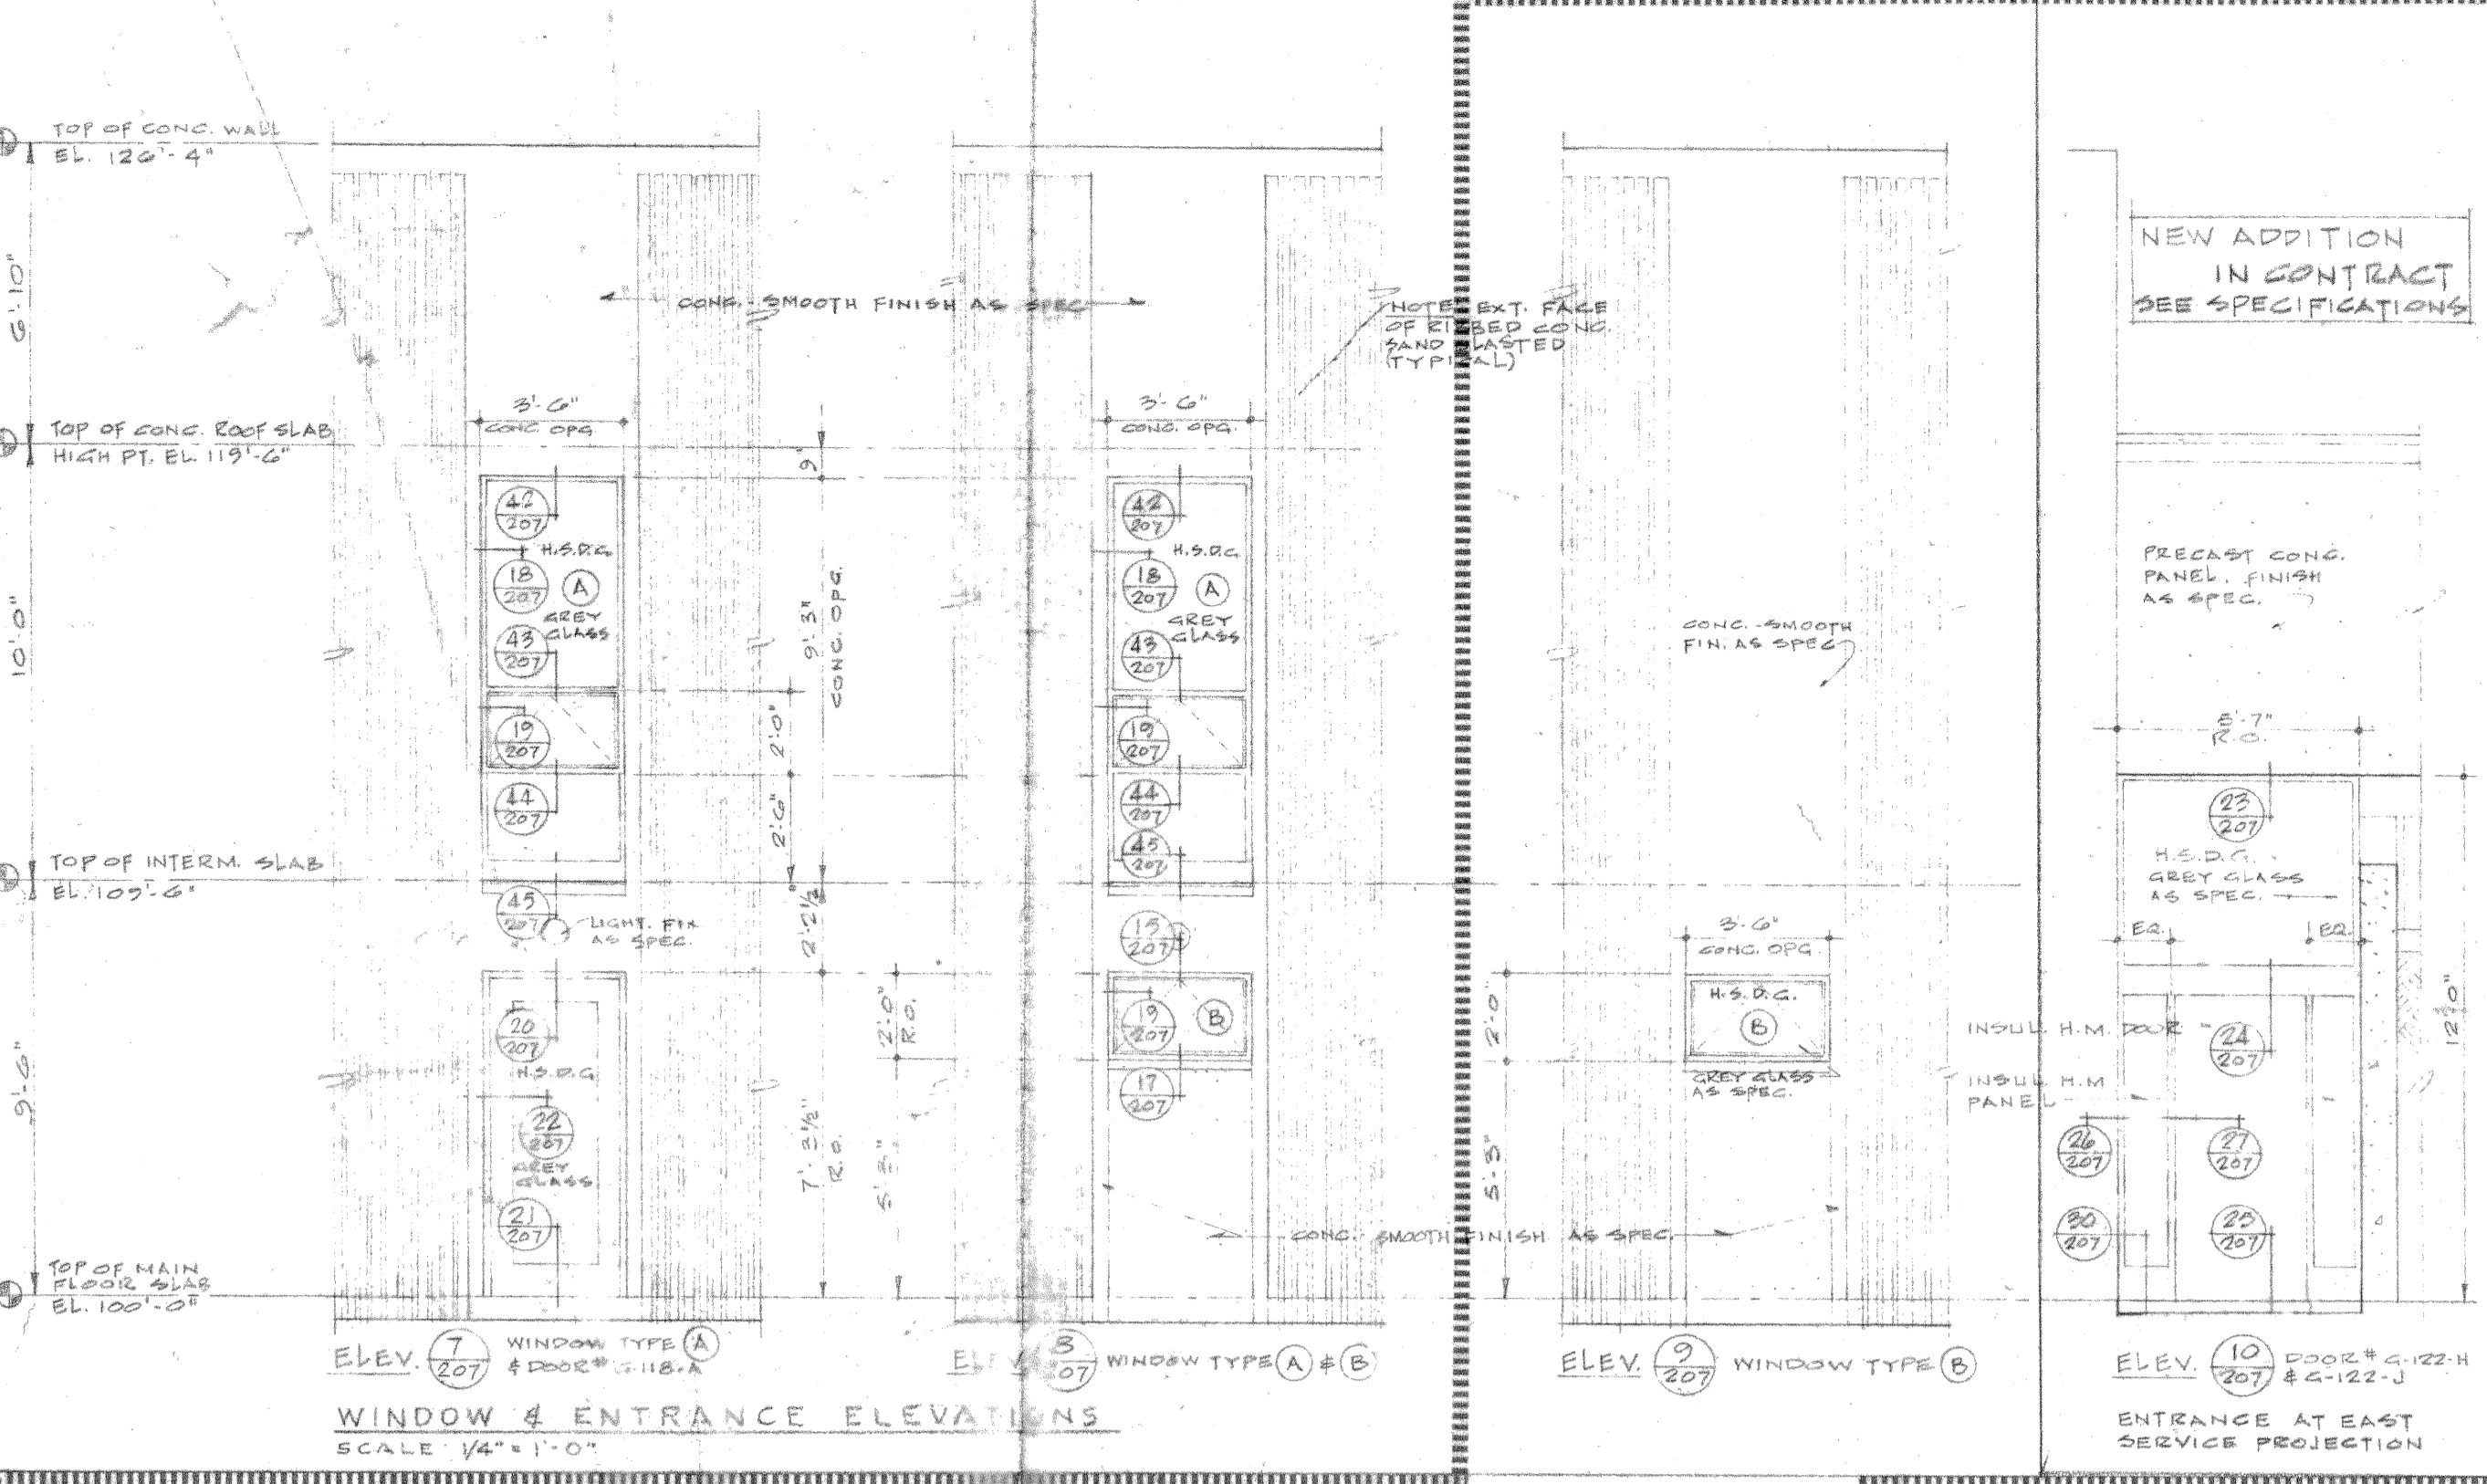 TOP OF CONC. WALL
EL. 126'-4"
6'-10"
TOP OF CONC. ROOF SLAB
HIGH PT. EL. 119'-6"
10'-0"
TOP OF INTERM. SLAB
EL. 109'-6"
9'-6"
TOP OF MAIN
FLOOR SLAB
EL. 100'-0"
CONC. - SMOOTH FINISH AS SPEC
3'-6"
CONC. OPG
42
207
H.S.D.G.
18
207
A
GREY
GLASS
43
207
19
207
44
207
45
207
LIGHT. FIX
AS SPEC.
20
207
H.S.D.G
22
207
GREY
GLASS
21
207
9"
9'-3"
CONC. OPG.
2'-0"
2'-6"
2'-2½"
7'-3½"
R.O.
2'-0"
R.O.
5'-3"
ELEV. 7
207
WINDOW TYPE A
& DOOR# G-118-A
WINDOW & ENTRANCE ELEVATIONS
SCALE 1/4" = 1'-0"
3'-6"
CONC. OPG.
42
207
H.S.D.G.
18
207
A
GREY
GLASS
43
207
19
207
44
207
45
207
15
207
19
207
B
17
207
NOTE: EXT. FACE
OF RIBBED CONC.
SAND BLASTED
(TYPICAL)
CONC. SMOOTH FINISH AS SPEC.
WINDOW TYPE A & B
CONC. - SMOOTH
FIN. AS SPEC
3'-6"
CONC. OPG.
H.S.D.G.
B
GREY GLASS
AS SPEC.
2'-0"
5'-3"
ELEV. 9
207
WINDOW TYPE B
NEW ADDITION
IN CONTRACT
SEE SPECIFICATIONS
PRECAST CONC.
PANEL. FINISH
AS SPEC.
R.O.
23
207
H.S.D.G.
GREY GLASS
AS SPEC.
EQ.
EQ.
INSUL. H.M. DOOR
24
207
INSUL H.M
PANEL
26
207
27
207
30
207
25
207
ELEV. 10
207
DOOR# G-122-H
& G-122-J
ENTRANCE AT EAST
SERVICE PROJECTION